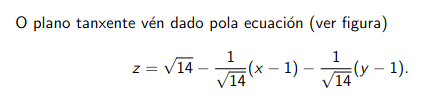 O plano tanxente vén dado pola ecuación (ver figura)
z = √14 − 1/√14 (x − 1) − 1/√14 (y − 1).